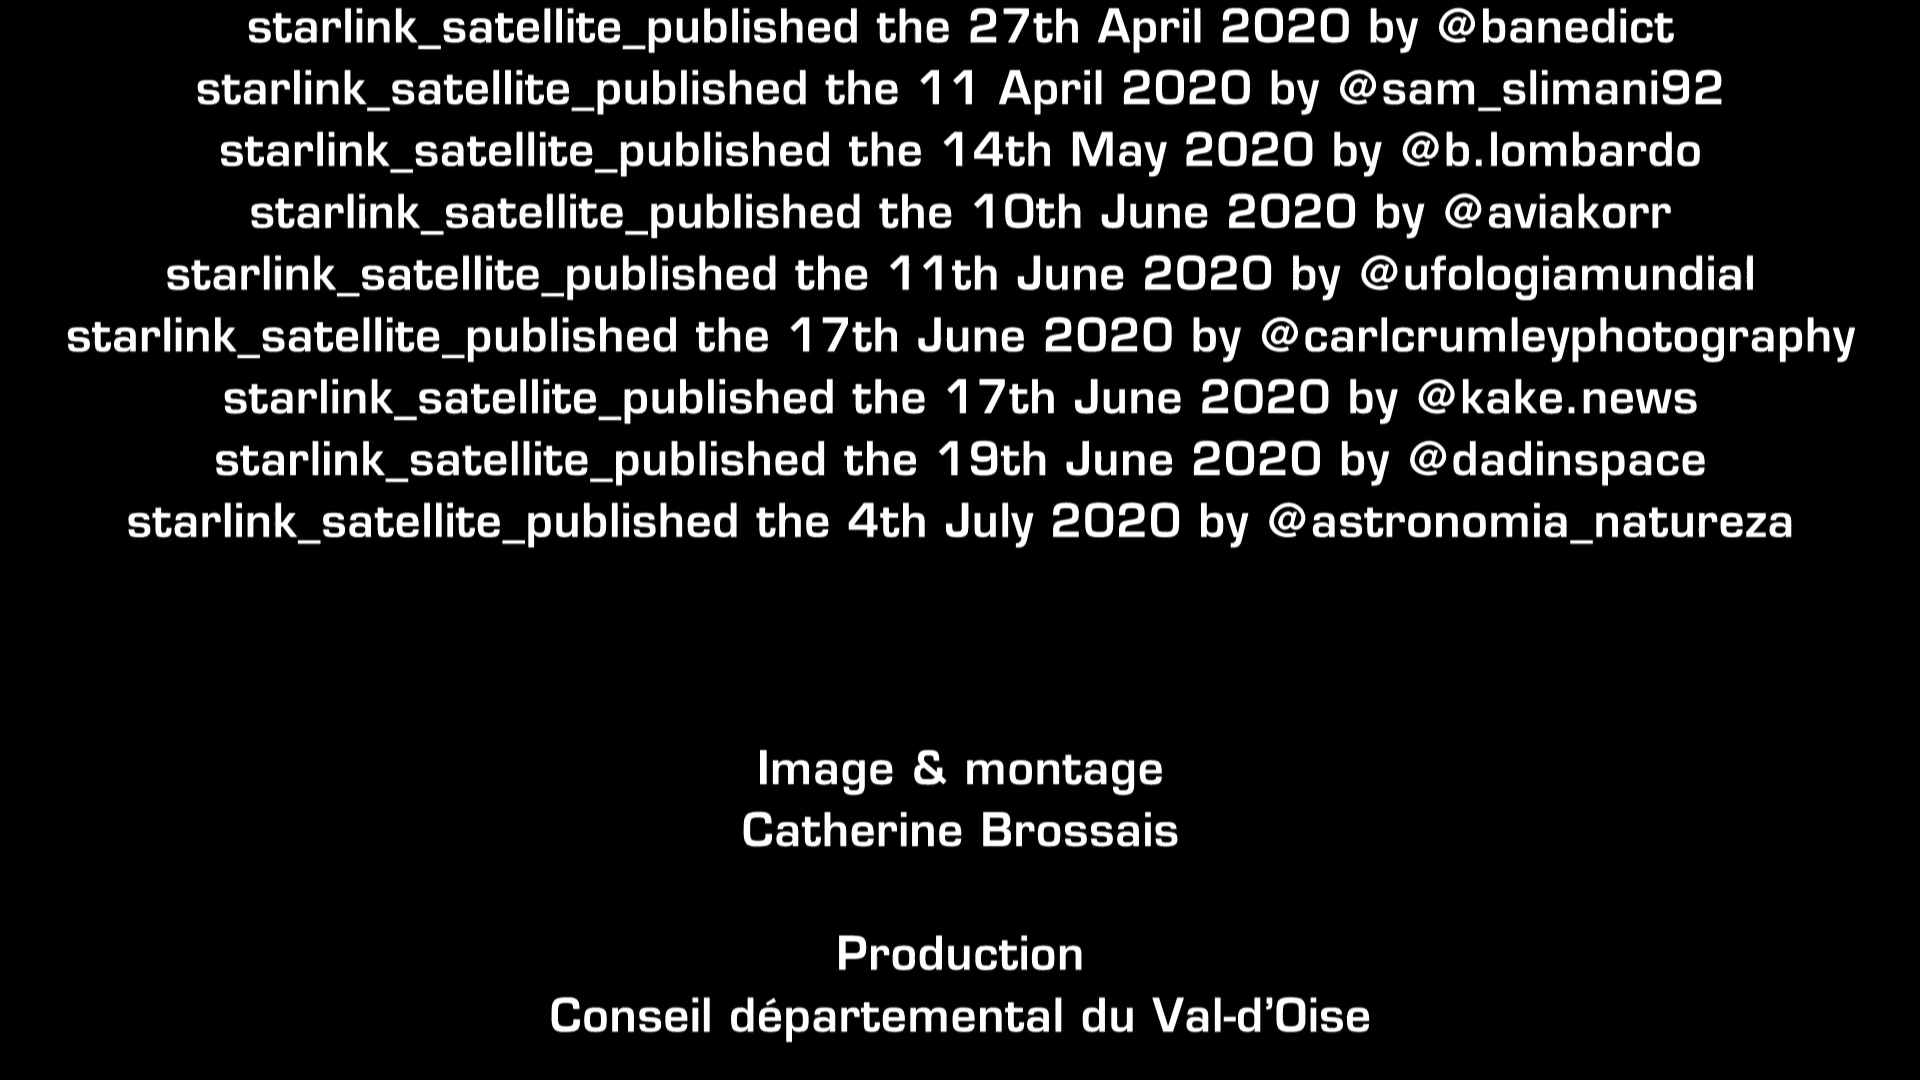 starlink_satellite_published the 27th April 2020 by @banedict
starlink_satellite_published the 11 April 2020 by @sam_slimani92
starlink_satellite_published the 14th May 2020 by @b.lombardo
starlink_satellite_published the 10th June 2020 by @aviakorr
starlink_satellite_published the 11th June 2020 by @ufologiamundial
starlink_satellite_published the 17th June 2020 by @carlcrumleyphotography
starlink_satellite_published the 17th June 2020 by @kake.news
starlink_satellite_published the 19th June 2020 by @dadinspace
starlink_satellite_published the 4th July 2020 by @astronomia_natureza
Image & montage
Catherine Brossais
Production
Conseil départemental du Val-d’Oise